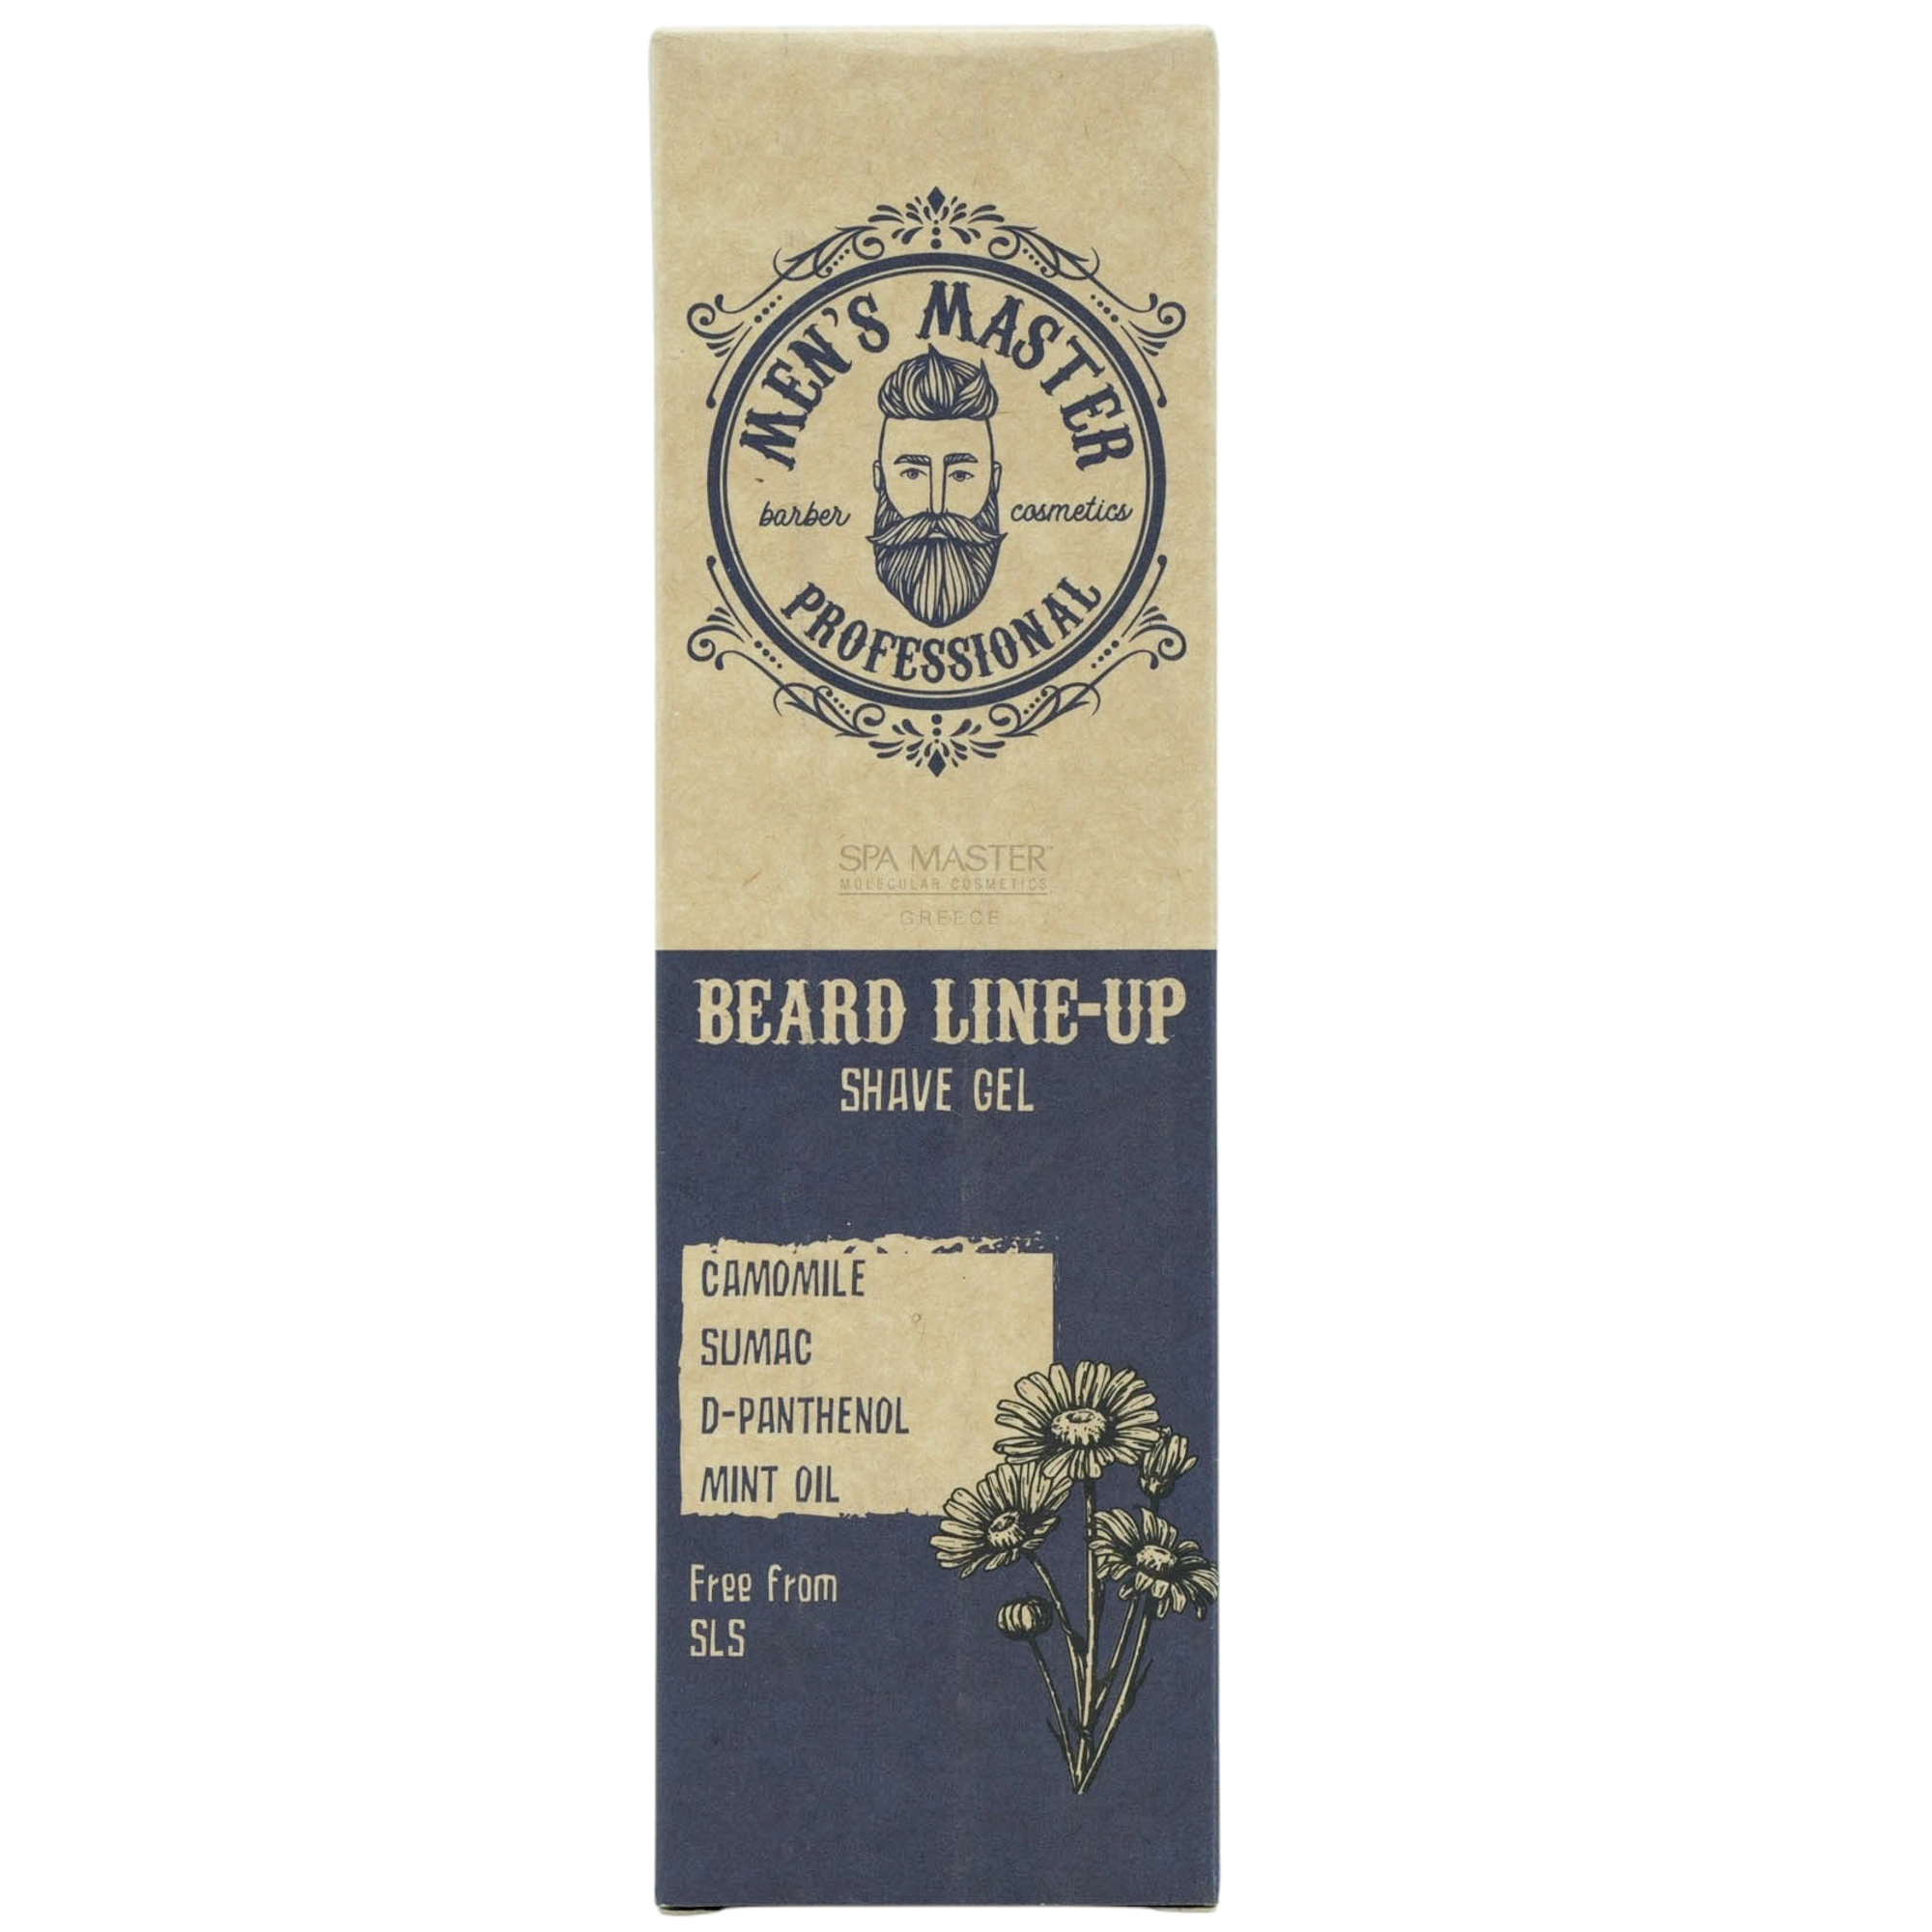 MEN'S MASTER
barber cosmetics
PROFESSIONAL
SPA MASTER™
MOLECULAR COSMETICS
GREECE
BEARD LINE-UP
SHAVE GEL
CAMOMILE
SUMAC
D-PANTHENOL
MINT OIL
Free from
SLS